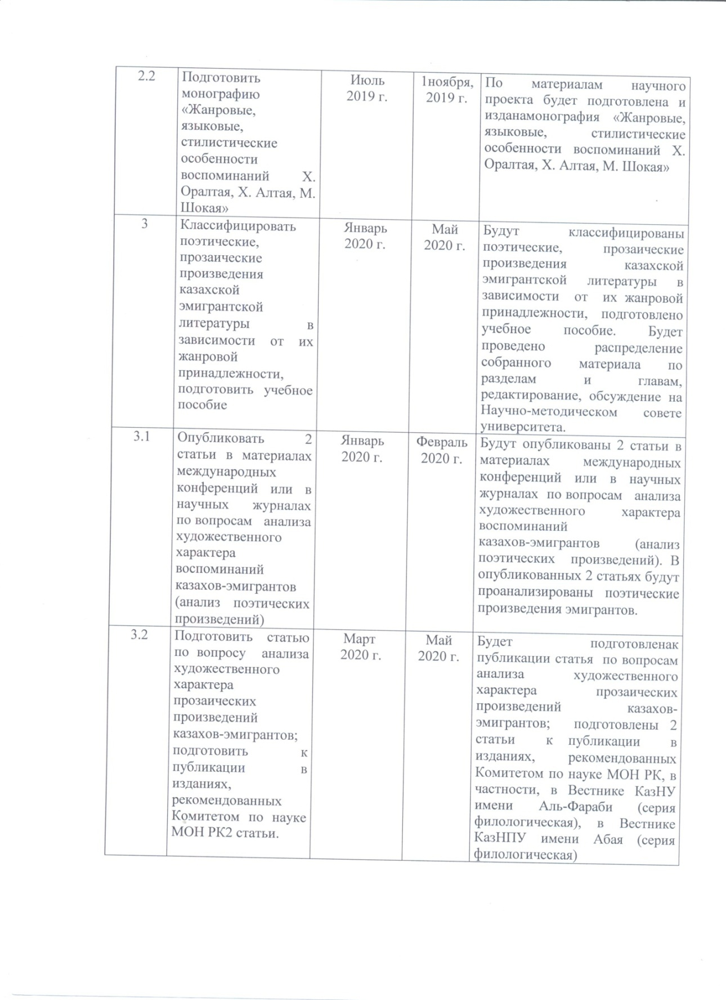 2.2
Подготовить
монографию
«Жанровые,
языковые,
стилистические
особенности
воспоминаний Х.
Оралтая, Х. Алтая, М.
Шокая»
Июль
2019 г.
1ноября,
2019 г.
По материалам научного
проекта будет подготовлена и
изданамонография «Жанровые,
языковые, стилистические
особенности воспоминаний Х.
Оралтая, Х. Алтая, М. Шокая»
3
Классифицировать
поэтические,
прозаические
произведения
казахской
эмигрантской
литературы в
зависимости от их
жанровой
принадлежности,
подготовить учебное
пособие
Январь
2020 г.
Май
2020 г.
Будут классифицированы
поэтические, прозаические
произведения казахской
эмигрантской литературы в
зависимости от их жанровой
принадлежности, подготовлено
учебное пособие. Будет
проведено распределение
собранного материала по
разделам и главам,
редактирование, обсуждение на
Научно-методическом совете
университета.
3.1
Опубликовать 2
статьи в материалах
международных
конференций или в
научных журналах
по вопросам анализа
художественного
характера
воспоминаний
казахов-эмигрантов
(анализ поэтических
произведений)
Январь
2020 г.
Февраль
2020 г.
Будут опубликованы 2 статьи в
материалах международных
конференций или в научных
журналах по вопросам анализа
художественного характера
воспоминаний
казахов-эмигрантов (анализ
поэтических произведений). В
опубликованных 2 статьях будут
проанализированы поэтические
произведения эмигрантов.
3.2
Подготовить статью
по вопросу анализа
художественного
характера
прозаических
произведений
казахов-эмигрантов;
подготовить к
публикации в
изданиях,
рекомендованных
Комитетом по науке
МОН РК2 статьи.
Март
2020 г.
Май
2020 г.
Будет подготовленак
публикации статья по вопросам
анализа художественного
характера прозаических
произведений казахов-
эмигрантов; подготовлены 2
статьи к публикации в
изданиях, рекомендованных
Комитетом по науке МОН РК, в
частности, в Вестнике КазНУ
имени Аль-Фараби (серия
филологическая), в Вестнике
КазНПУ имени Абая (серия
филологическая)